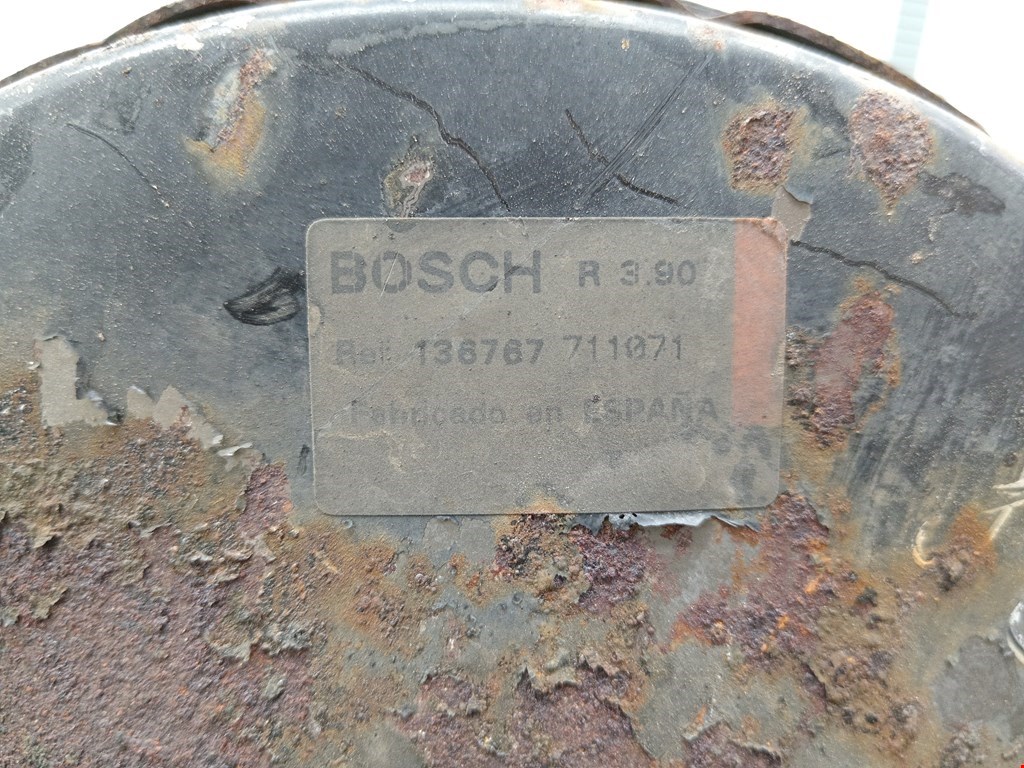 BOSCH R 3.90
Ref. 136767 711071
Fabricado en ESPAÑA